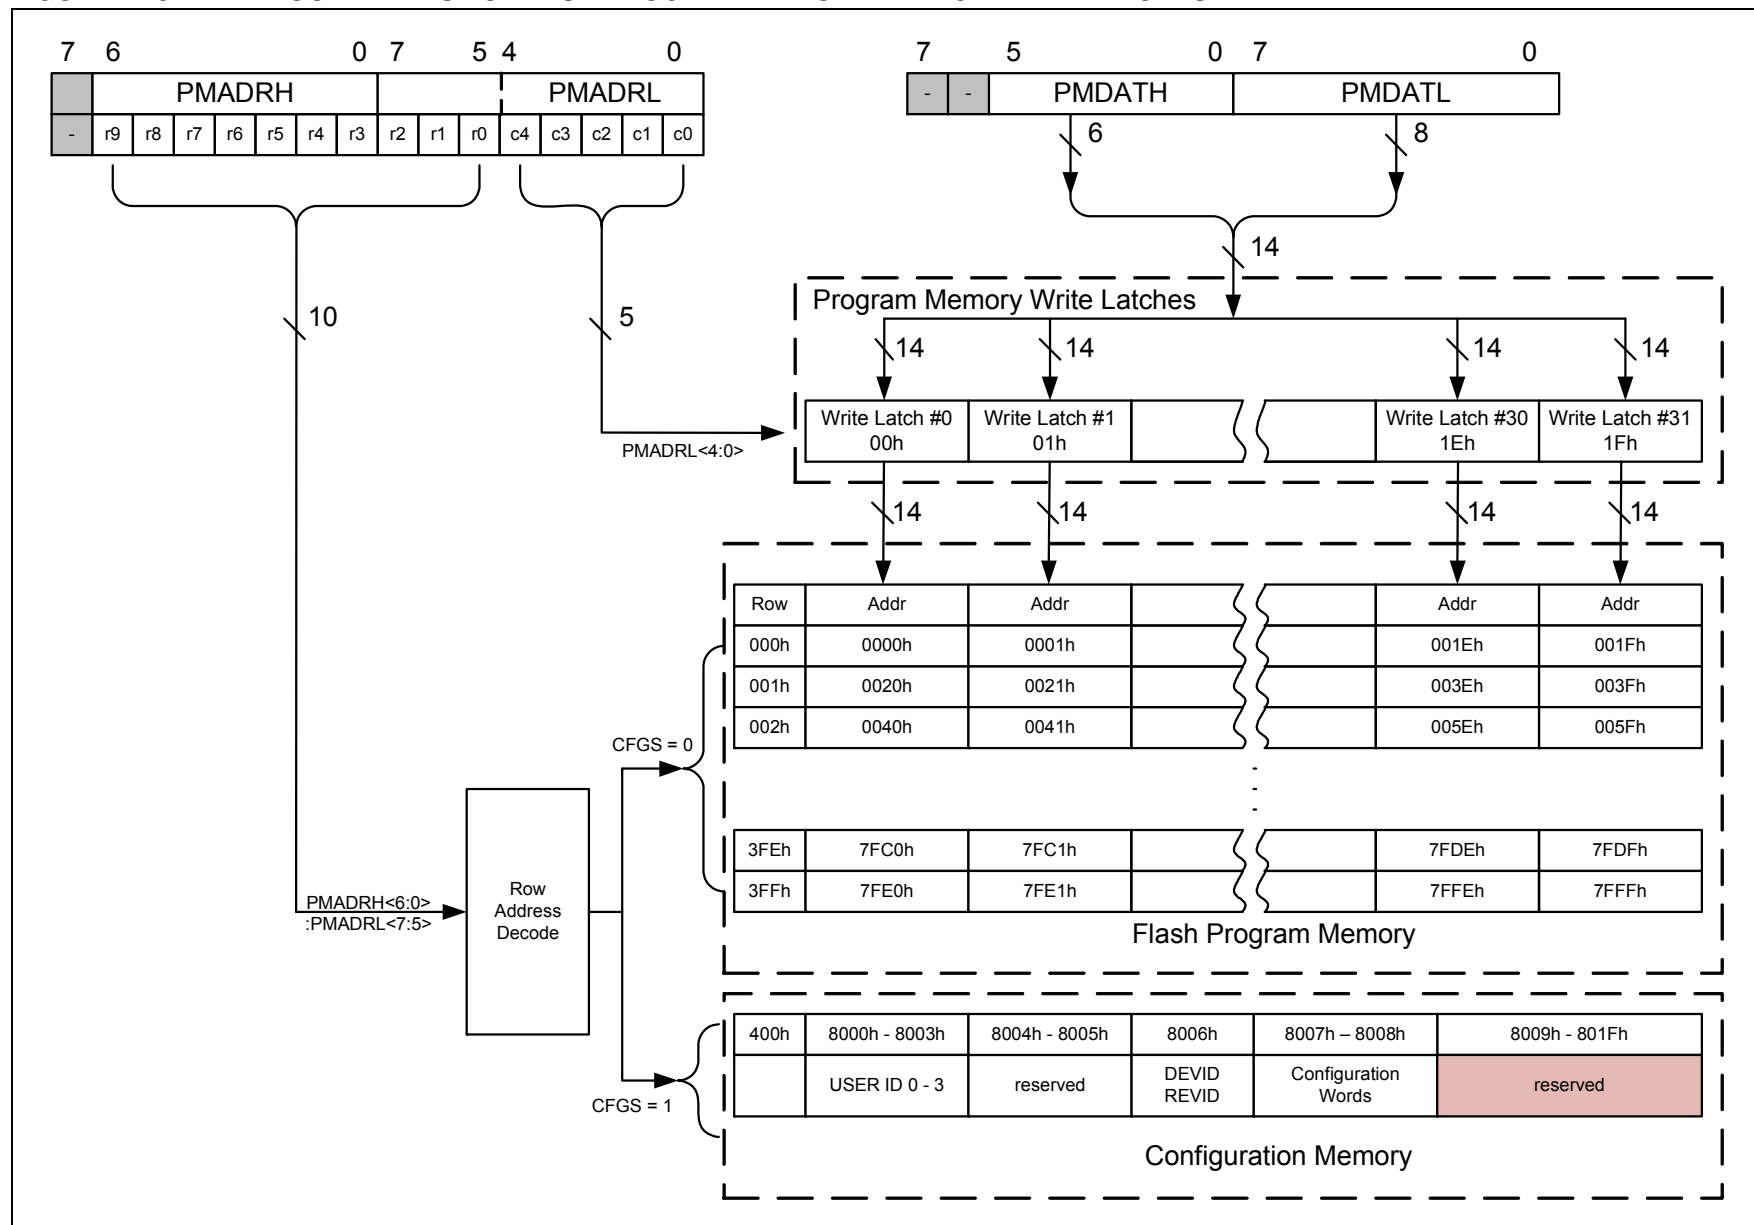 7 6 0 7 5 4 0
7 5 0 7 0
PMADRH PMADRL
- - PMDATH PMDATL
- r9 r8 r7 r6 r5 r4 r3 r2 r1 r0 c4 c3 c2 c1 c0
6 8
14
10 5
Program Memory Write Latches
14 14 14 14
Write Latch #0 Write Latch #1 Write Latch #30 Write Latch #31
00h 01h 1Eh 1Fh
PMADRL<4:0>
14 14 14 14
Row Addr Addr Addr Addr
000h 0000h 0001h 001Eh 001Fh
001h 0020h 0021h 003Eh 003Fh
002h 0040h 0041h 005Eh 005Fh
CFGS = 0
3FEh 7FC0h 7FC1h 7FDEh 7FDFh
3FFh 7FE0h 7FE1h 7FFEh 7FFFh
Row
Address
Decode
PMADRH<6:0>
:PMADRL<7:5>
Flash Program Memory
400h 8000h - 8003h 8004h - 8005h 8006h 8007h – 8008h 8009h - 801Fh
USER ID 0 - 3 reserved DEVID Configuration reserved
REVID Words
CFGS = 1
Configuration Memory